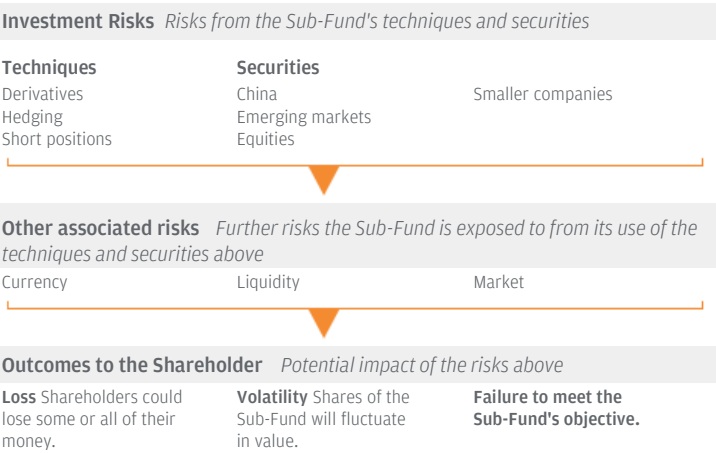 Investment Risks Risks from the Sub-Fund's techniques and securities
Techniques
Derivatives
Hedging
Short positions
Securities
China
Emerging markets
Equities
Smaller companies
Other associated risks Further risks the Sub-Fund is exposed to from its use of the
techniques and securities above
Currency
Liquidity
Market
Outcomes to the Shareholder Potential impact of the risks above
Loss Shareholders could
lose some or all of their
money.
Volatility Shares of the
Sub-Fund will fluctuate
in value.
Failure to meet the
Sub-Fund's objective.